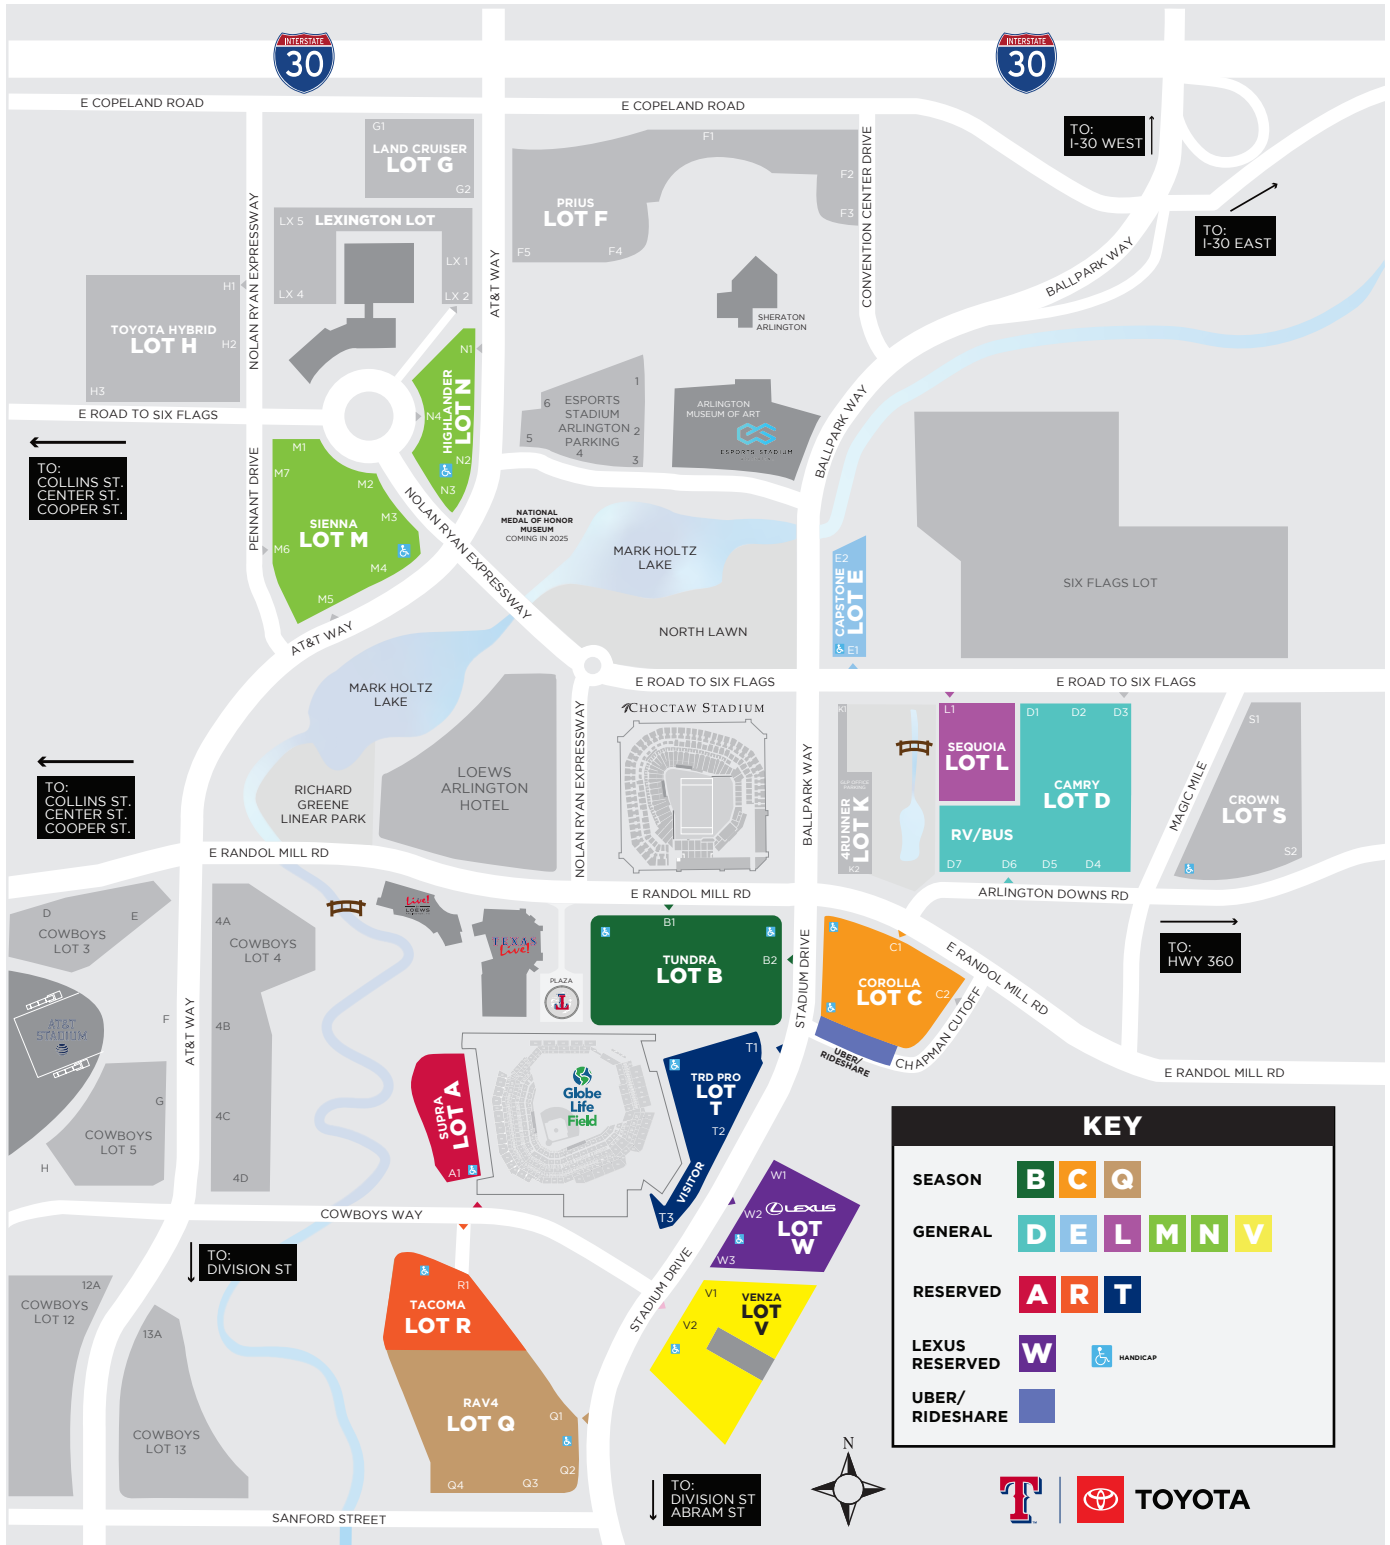 INTERSTATE
30
INTERSTATE
30
E COPELAND ROAD
E COPELAND ROAD
TO:
I-30 WEST
TO:
I-30 EAST
G1
LAND CRUISER
LOT G
G2
F1
F2
F3
PRIUS
LOT F
F5
F4
CONVENTION CENTER DRIVE
NOLAN RYAN EXPRESSWAY
LX 5
LEXINGTON LOT
LX 1
LX 4
LX 2
AT&T WAY
BALLPARK WAY
H1
TOYOTA HYBRID
LOT H
H2
H3
SHERATON
ARLINGTON
E ROAD TO SIX FLAGS
TO:
COLLINS ST.
CENTER ST.
COOPER ST.
N1
N4
HIGHLANDER
LOT N
N2
N3
1
6
ESPORTS
STADIUM
ARLINGTON
PARKING
2
5
4
3
ARLINGTON
MUSEUM OF ART
ESPORTS STADIUM
BALLPARK WAY
PENNANT DRIVE
M1
M7
M2
M3
SIENNA
LOT M
M6
M4
M5
NOLAN RYAN EXPRESSWAY
NATIONAL
MEDAL OF HONOR
MUSEUM
COMING IN 2025
MARK HOLTZ
LAKE
E2
CAPSTONE
LOT E
E1
SIX FLAGS LOT
AT&T WAY
NORTH LAWN
E ROAD TO SIX FLAGS
E ROAD TO SIX FLAGS
MARK HOLTZ
LAKE
CHOCTAW STADIUM
K1
4RUNNER
LOT K
K2
L1
SEQUOIA
LOT L
D1
D2
D3
CAMRY
LOT D
RV/BUS
D7
D6
D5
D4
MAGIC MILE
S1
CROWN
LOT S
S2
TO:
COLLINS ST.
CENTER ST.
COOPER ST.
RICHARD
GREENE
LINEAR PARK
LOEWS
ARLINGTON
HOTEL
NOLAN RYAN EXPRESSWAY
BALLPARK WAY
E RANDOL MILL RD
E RANDOL MILL RD
ARLINGTON DOWNS RD
E RANDOL MILL RD
TO:
HWY 360
D
E
COWBOYS
LOT 3
4A
COWBOYS
LOT 4
4B
4C
4D
Live!
LOEWS
TEXAS
Live!
PLAZA
T
B1
TUNDRA
LOT B
B2
STADIUM DRIVE
C1
COROLLA
LOT C
C2
UBER/
RIDESHARE
CHAPMAN CUTOFF
E RANDOL MILL RD
AT&T
STADIUM
F
AT&T WAY
G
COWBOYS
LOT 5
H
SUPRA
LOT A
A1
Globe
Life
Field
T1
TRD PRO
LOT
T
T2
VISITOR
T3
W1
W2
LEXUS
LOT
W
W3
COWBOYS WAY
TO:
DIVISION ST
R1
TACOMA
LOT R
STADIUM DRIVE
V1
VENZA
LOT
V
V2
12A
COWBOYS
LOT 12
13A
COWBOYS
LOT 13
RAV4
LOT Q
Q1
Q2
Q3
Q4
SANFORD STREET
TO:
DIVISION ST
ABRAM ST
N
KEY
SEASON B C Q
GENERAL D E L M N V
RESERVED A R T
LEXUS
RESERVED W HANDICAP
UBER/
RIDESHARE
T TOYOTA